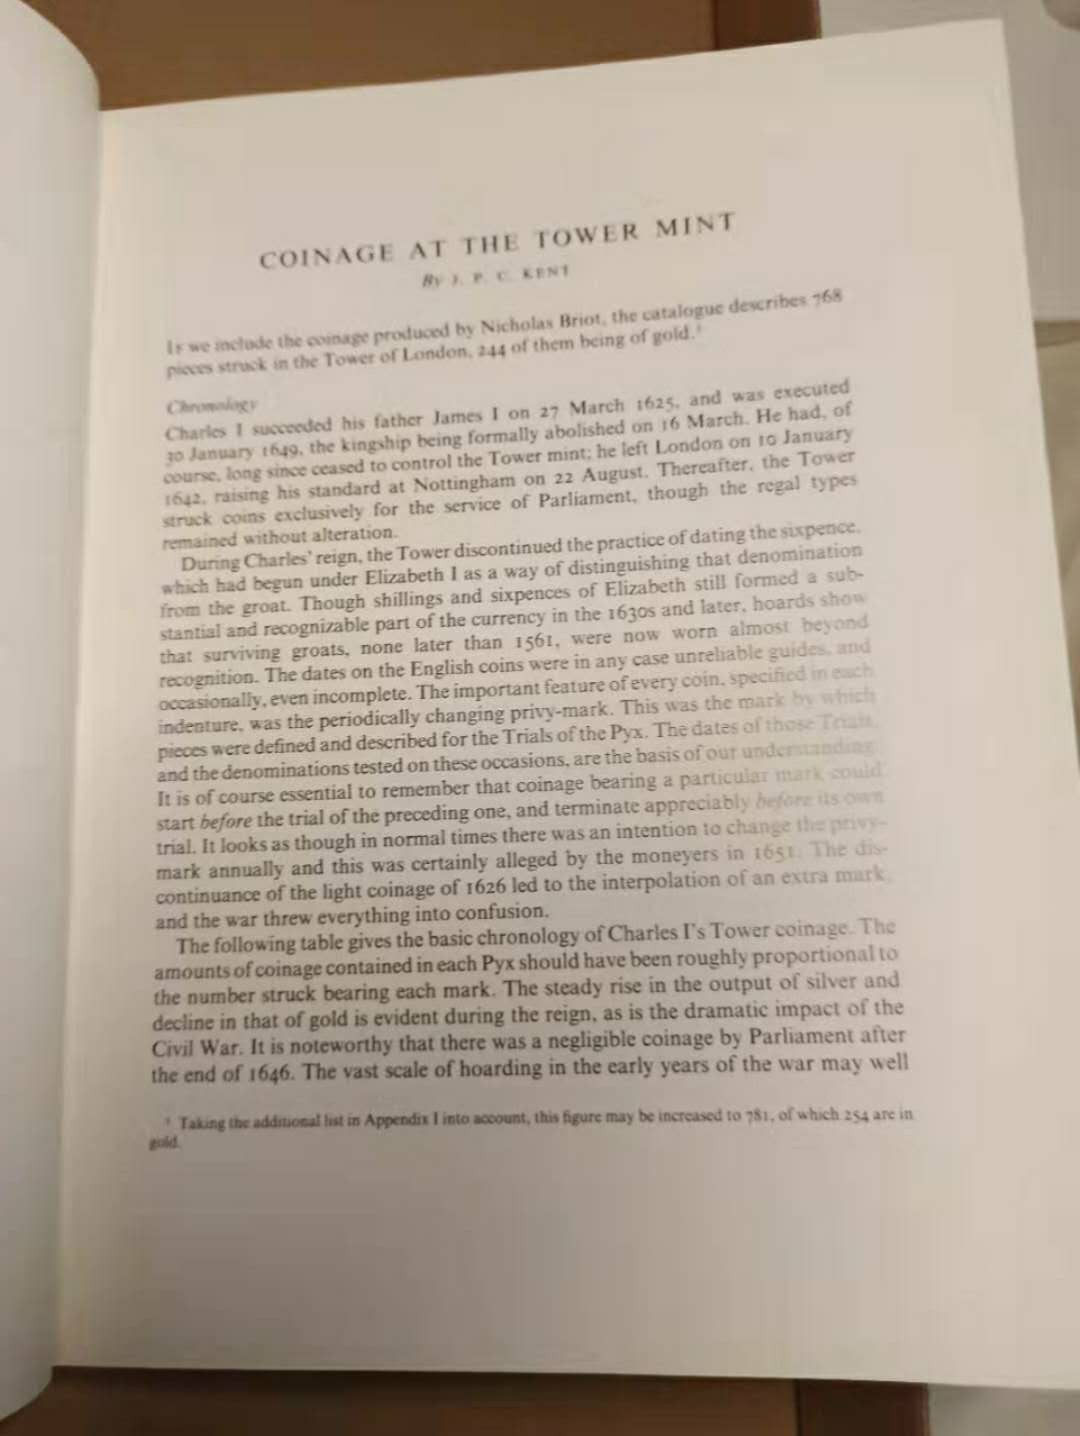 COINAGE AT THE TOWER MINT
By J. P. C. KENT
IF we include the coinage produced by Nicholas Briot, the catalogue describes 768
pieces struck in the Tower of London, 244 of them being of gold.¹
Chronology
Charles I succeeded his father James I on 27 March 1625, and was executed
30 January 1649, the kingship being formally abolished on 16 March. He had, of
course, long since ceased to control the Tower mint; he left London on 10 January
1642, raising his standard at Nottingham on 22 August. Thereafter, the Tower
struck coins exclusively for the service of Parliament, though the regal types
remained without alteration.
During Charles' reign, the Tower discontinued the practice of dating the sixpence,
which had begun under Elizabeth I as a way of distinguishing that denomination
from the groat. Though shillings and sixpences of Elizabeth still formed a sub-
stantial and recognizable part of the currency in the 1630s and later, hoards show
that surviving groats, none later than 1561, were now worn almost beyond
recognition. The dates on the English coins were in any case unreliable guides, and
occasionally, even incomplete. The important feature of every coin, specified in each
indenture, was the periodically changing privy-mark. This was the mark by which
pieces were defined and described for the Trials of the Pyx. The dates of those Trials,
and the denominations tested on these occasions, are the basis of our understanding.
It is of course essential to remember that coinage bearing a particular mark could
start before the trial of the preceding one, and terminate appreciably before its own
trial. It looks as though in normal times there was an intention to change the privy-
mark annually and this was certainly alleged by the moneyers in 1651. The dis-
continuance of the light coinage of 1626 led to the interpolation of an extra mark,
and the war threw everything into confusion.
The following table gives the basic chronology of Charles I's Tower coinage. The
amounts of coinage contained in each Pyx should have been roughly proportional to
the number struck bearing each mark. The steady rise in the output of silver and
decline in that of gold is evident during the reign, as is the dramatic impact of the
Civil War. It is noteworthy that there was a negligible coinage by Parliament after
the end of 1646. The vast scale of hoarding in the early years of the war may well
¹ Taking the additional list in Appendix I into account, this figure may be increased to 781, of which 254 are in
gold.